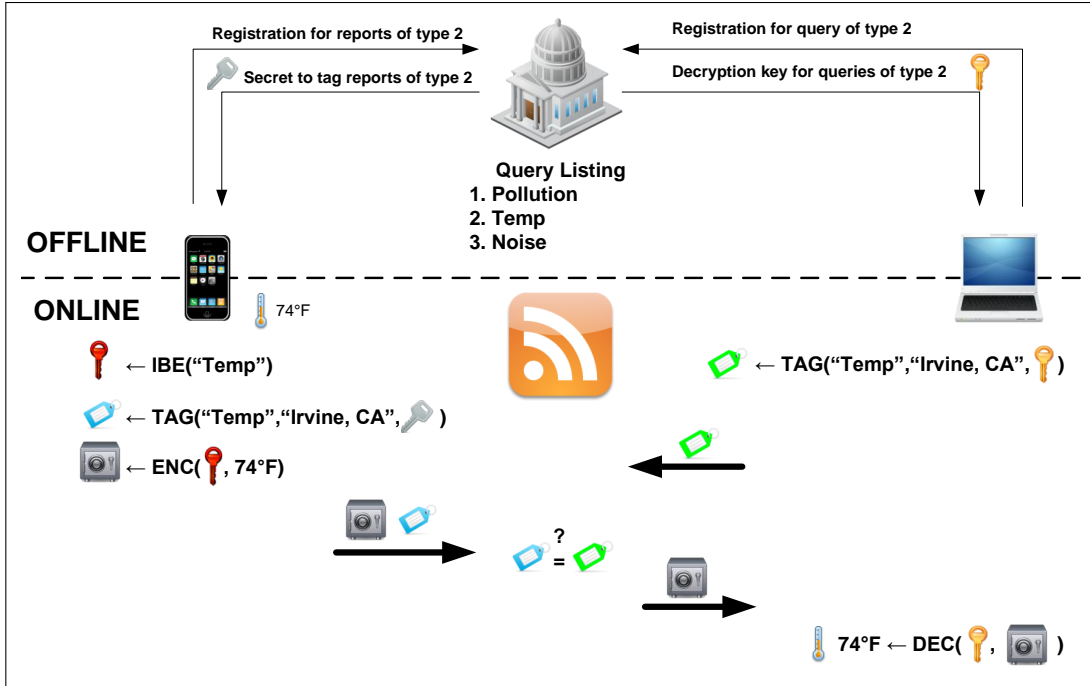 Registration for reports of type 2
Secret to tag reports of type 2
Registration for query of type 2
Decryption key for queries of type 2
Query Listing
1. Pollution
2. Temp
3. Noise
OFFLINE
ONLINE
74°F
← IBE(“Temp”)
← TAG(“Temp”,“Irvine, CA”, )
← ENC( , 74°F)
← TAG(“Temp”,“Irvine, CA”, )
?
=
74°F ← DEC( , )